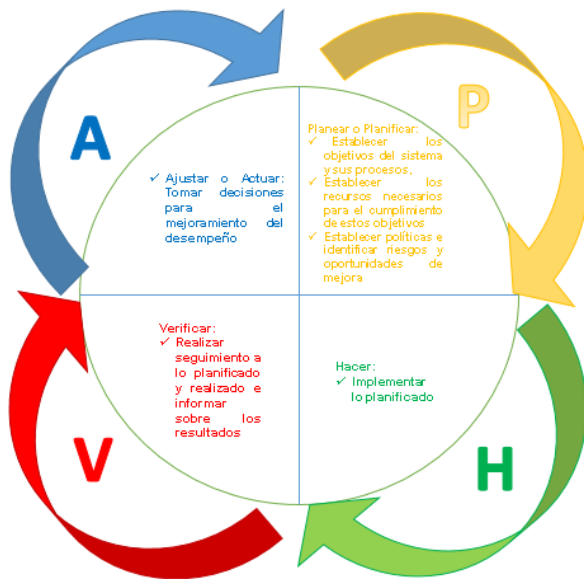 A
✓ Ajustar o Actuar:
Tomar decisiones
para el
mejoramiento del
desempeño
P
Planear o Planificar:
✓ Establecer los
objetivos del sistema
y sus procesos,
✓ Establecer los
recursos necesarios
para el cumplimiento
de estos objetivos
✓ Establecer políticas e
identificar riesgos y
oportunidades de
mejora
V
Verificar:
✓ Realizar
seguimiento a
lo planificado
y realizado e
informar
sobre los
resultados
Hacer:
✓ Implementar
lo planificado
H